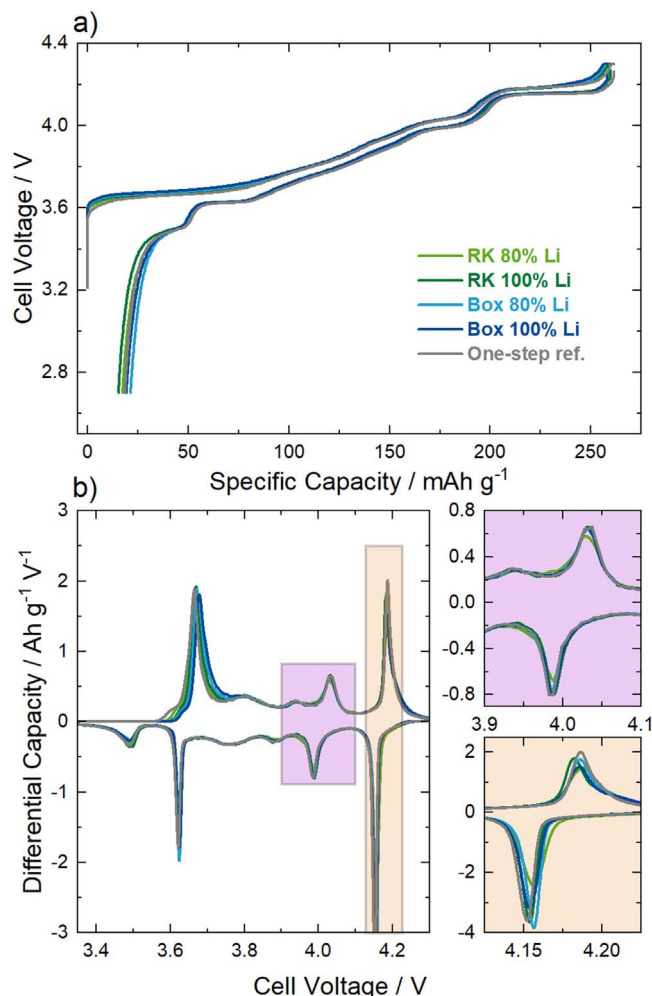 a)
4.4
4.0
3.6
3.2
2.8
Cell Voltage / V
RK 80% Li
RK 100% Li
Box 80% Li
Box 100% Li
One-step ref.
0 50 100 150 200 250
Specific Capacity / mAh g⁻¹
b)
3
2
1
0
-1
-2
-3
Differential Capacity / Ah g⁻¹ V⁻¹
3.4 3.6 3.8 4.0 4.2
Cell Voltage / V
0.8
0.4
0.0
-0.4
-0.8
3.9 4.0 4.1
2
0
-2
-4
4.15 4.20